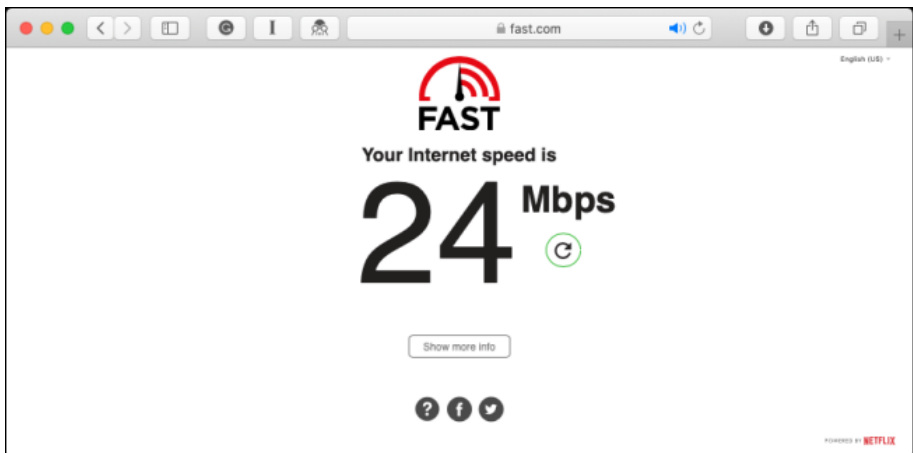 fast.com
English (US)
FAST
Your Internet speed is
24 Mbps
Show more info
POWERED BY NETFLIX